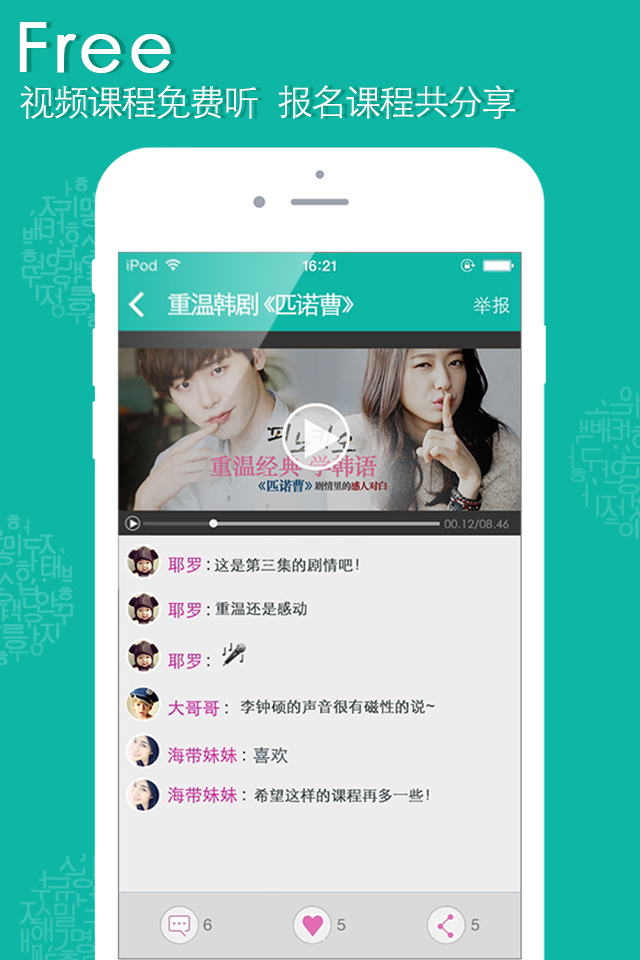 Free
视频课程免费听 报名课程共分享
iPod 16:21
重温韩剧《匹诺曹》 举报
피노키오
重温经典 学韩语
《匹诺曹》剧情里的感人对白
00.12/08.46
耶罗：这是第三集的剧情吧！
耶罗：重温还是感动
耶罗：
大哥哥：李钟硕的声音很有磁性的说~
海带妹妹：喜欢
海带妹妹：希望这样的课程再多一些！
6 5 5